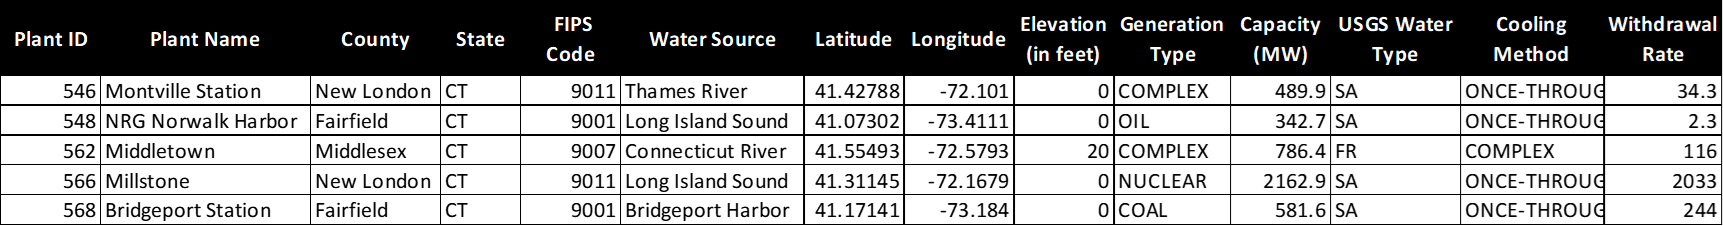 Plant ID Plant Name County State FIPS Code Water Source Latitude Longitude Elevation (in feet) Generation Type Capacity (MW) USGS Water Type Cooling Method Withdrawal Rate
546 Montville Station New London CT 9011 Thames River 41.42788 -72.101 0 COMPLEX 489.9 SA ONCE-THROUG 34.3
548 NRG Norwalk Harbor Fairfield CT 9001 Long Island Sound 41.07302 -73.4111 0 OIL 342.7 SA ONCE-THROUG 2.3
562 Middletown Middlesex CT 9007 Connecticut River 41.55493 -72.5793 20 COMPLEX 786.4 FR COMPLEX 116
566 Millstone New London CT 9011 Long Island Sound 41.31145 -72.1679 0 NUCLEAR 2162.9 SA ONCE-THROUG 2033
568 Bridgeport Station Fairfield CT 9001 Bridgeport Harbor 41.17141 -73.184 0 COAL 581.6 SA ONCE-THROUG 244